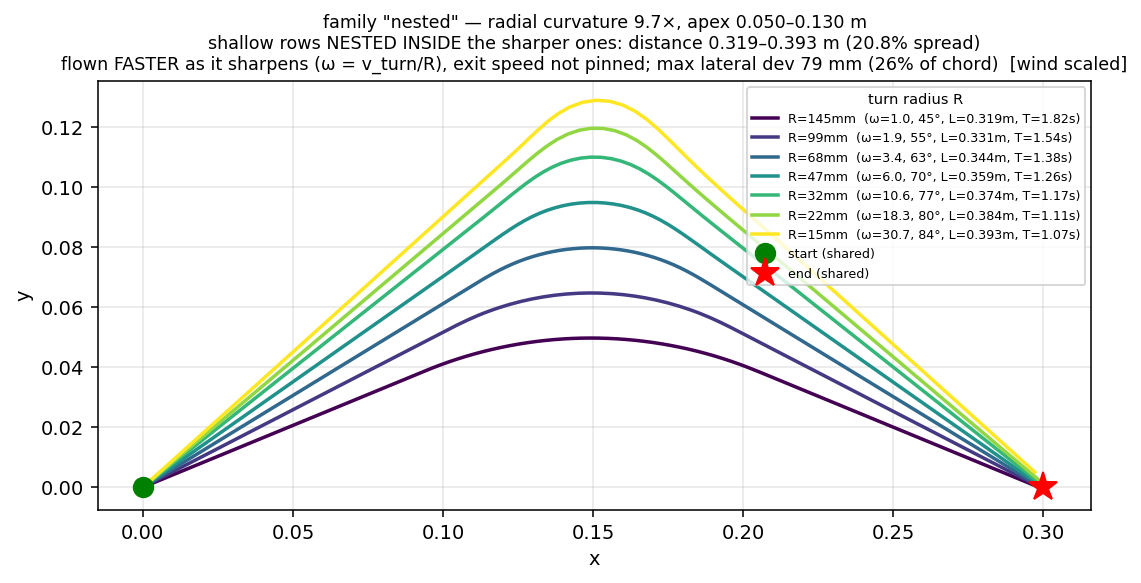 family "nested" — radial curvature 9.7×, apex 0.050–0.130 m
shallow rows NESTED INSIDE the sharper ones: distance 0.319–0.393 m (20.8% spread)
flown FASTER as it sharpens (ω = v_turn/R), exit speed not pinned; max lateral dev 79 mm (26% of chord)  [wind scaled]
turn radius R
R=145mm  (ω=1.0, 45°, L=0.319m, T=1.82s)
R=99mm  (ω=1.9, 55°, L=0.331m, T=1.54s)
R=68mm  (ω=3.4, 63°, L=0.344m, T=1.38s)
R=47mm  (ω=6.0, 70°, L=0.359m, T=1.26s)
R=32mm  (ω=10.6, 77°, L=0.374m, T=1.17s)
R=22mm  (ω=18.3, 80°, L=0.384m, T=1.11s)
R=15mm  (ω=30.7, 84°, L=0.393m, T=1.07s)
start (shared)
end (shared)
y
0.12
0.10
0.08
0.06
0.04
0.02
0.00
0.00 0.05 0.10 0.15 0.20 0.25 0.30
x